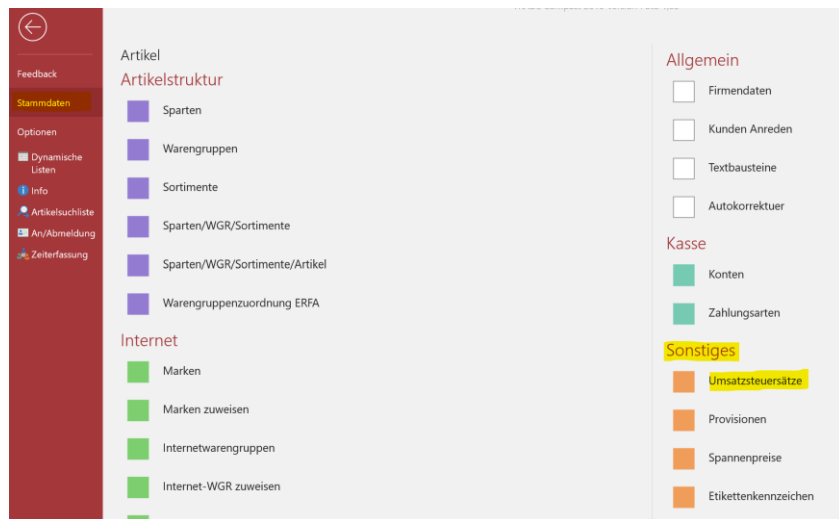 Feedback
Stammdaten
Optionen
Dynamische
Listen
Info
Artikelsuchliste
An/Abmeldung
Zeiterfassung
Artikel
Artikelstruktur
Sparten
Warengruppen
Sortimente
Sparten/WGR/Sortimente
Sparten/WGR/Sortimente/Artikel
Warengruppenzuordnung ERFA
Internet
Marken
Marken zuweisen
Internetwarengruppen
Internet-WGR zuweisen
Allgemein
Firmendaten
Kunden Anreden
Textbausteine
Autokorrektuer
Kasse
Konten
Zahlungsarten
Sonstiges
Umsatzsteuersätze
Provisionen
Spannenpreise
Etikettenkennzeichen